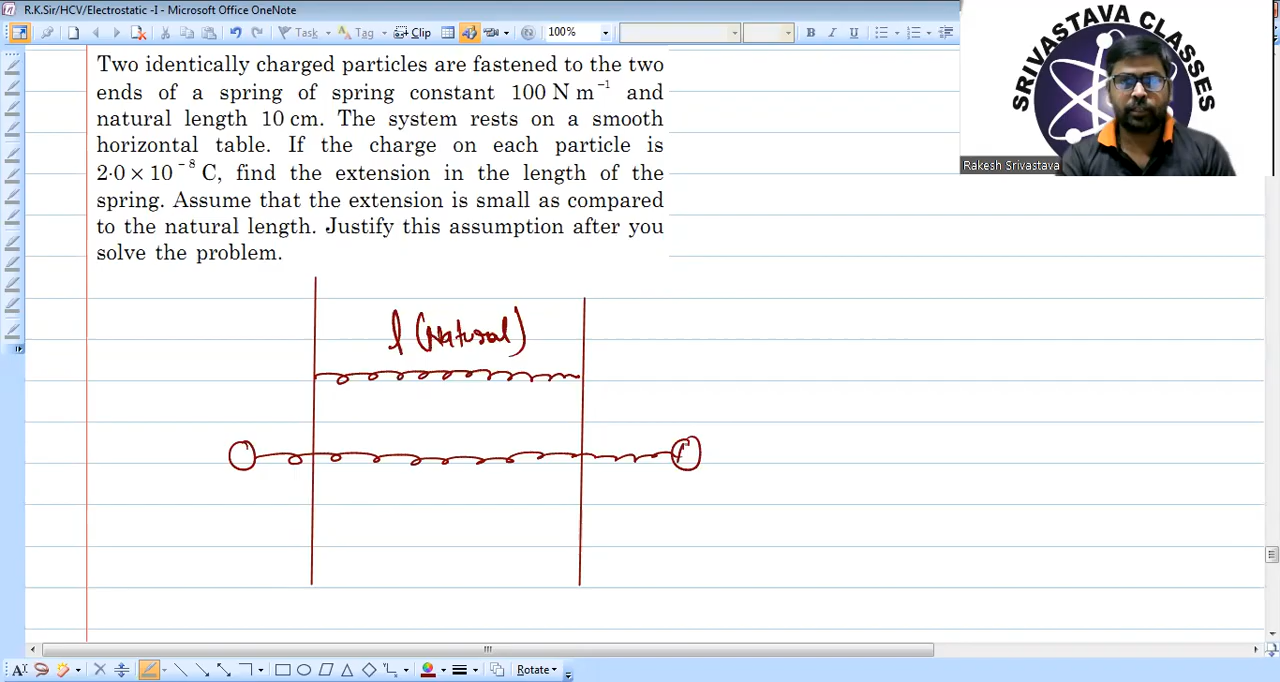 R.K.Sir/HCV/Electrostatic -I - Microsoft Office OneNote
Task
Tag
Clip
100%
B I U
SRIVASTAVA CLASSES
Rakesh Srivastava
Two identically charged particles are fastened to the two
ends of a spring of spring constant 100 N m⁻¹ and
natural length 10 cm. The system rests on a smooth
horizontal table. If the charge on each particle is
2·0 × 10⁻⁸ C, find the extension in the length of the
spring. Assume that the extension is small as compared
to the natural length. Justify this assumption after you
solve the problem.
l (Natural)
Rotate